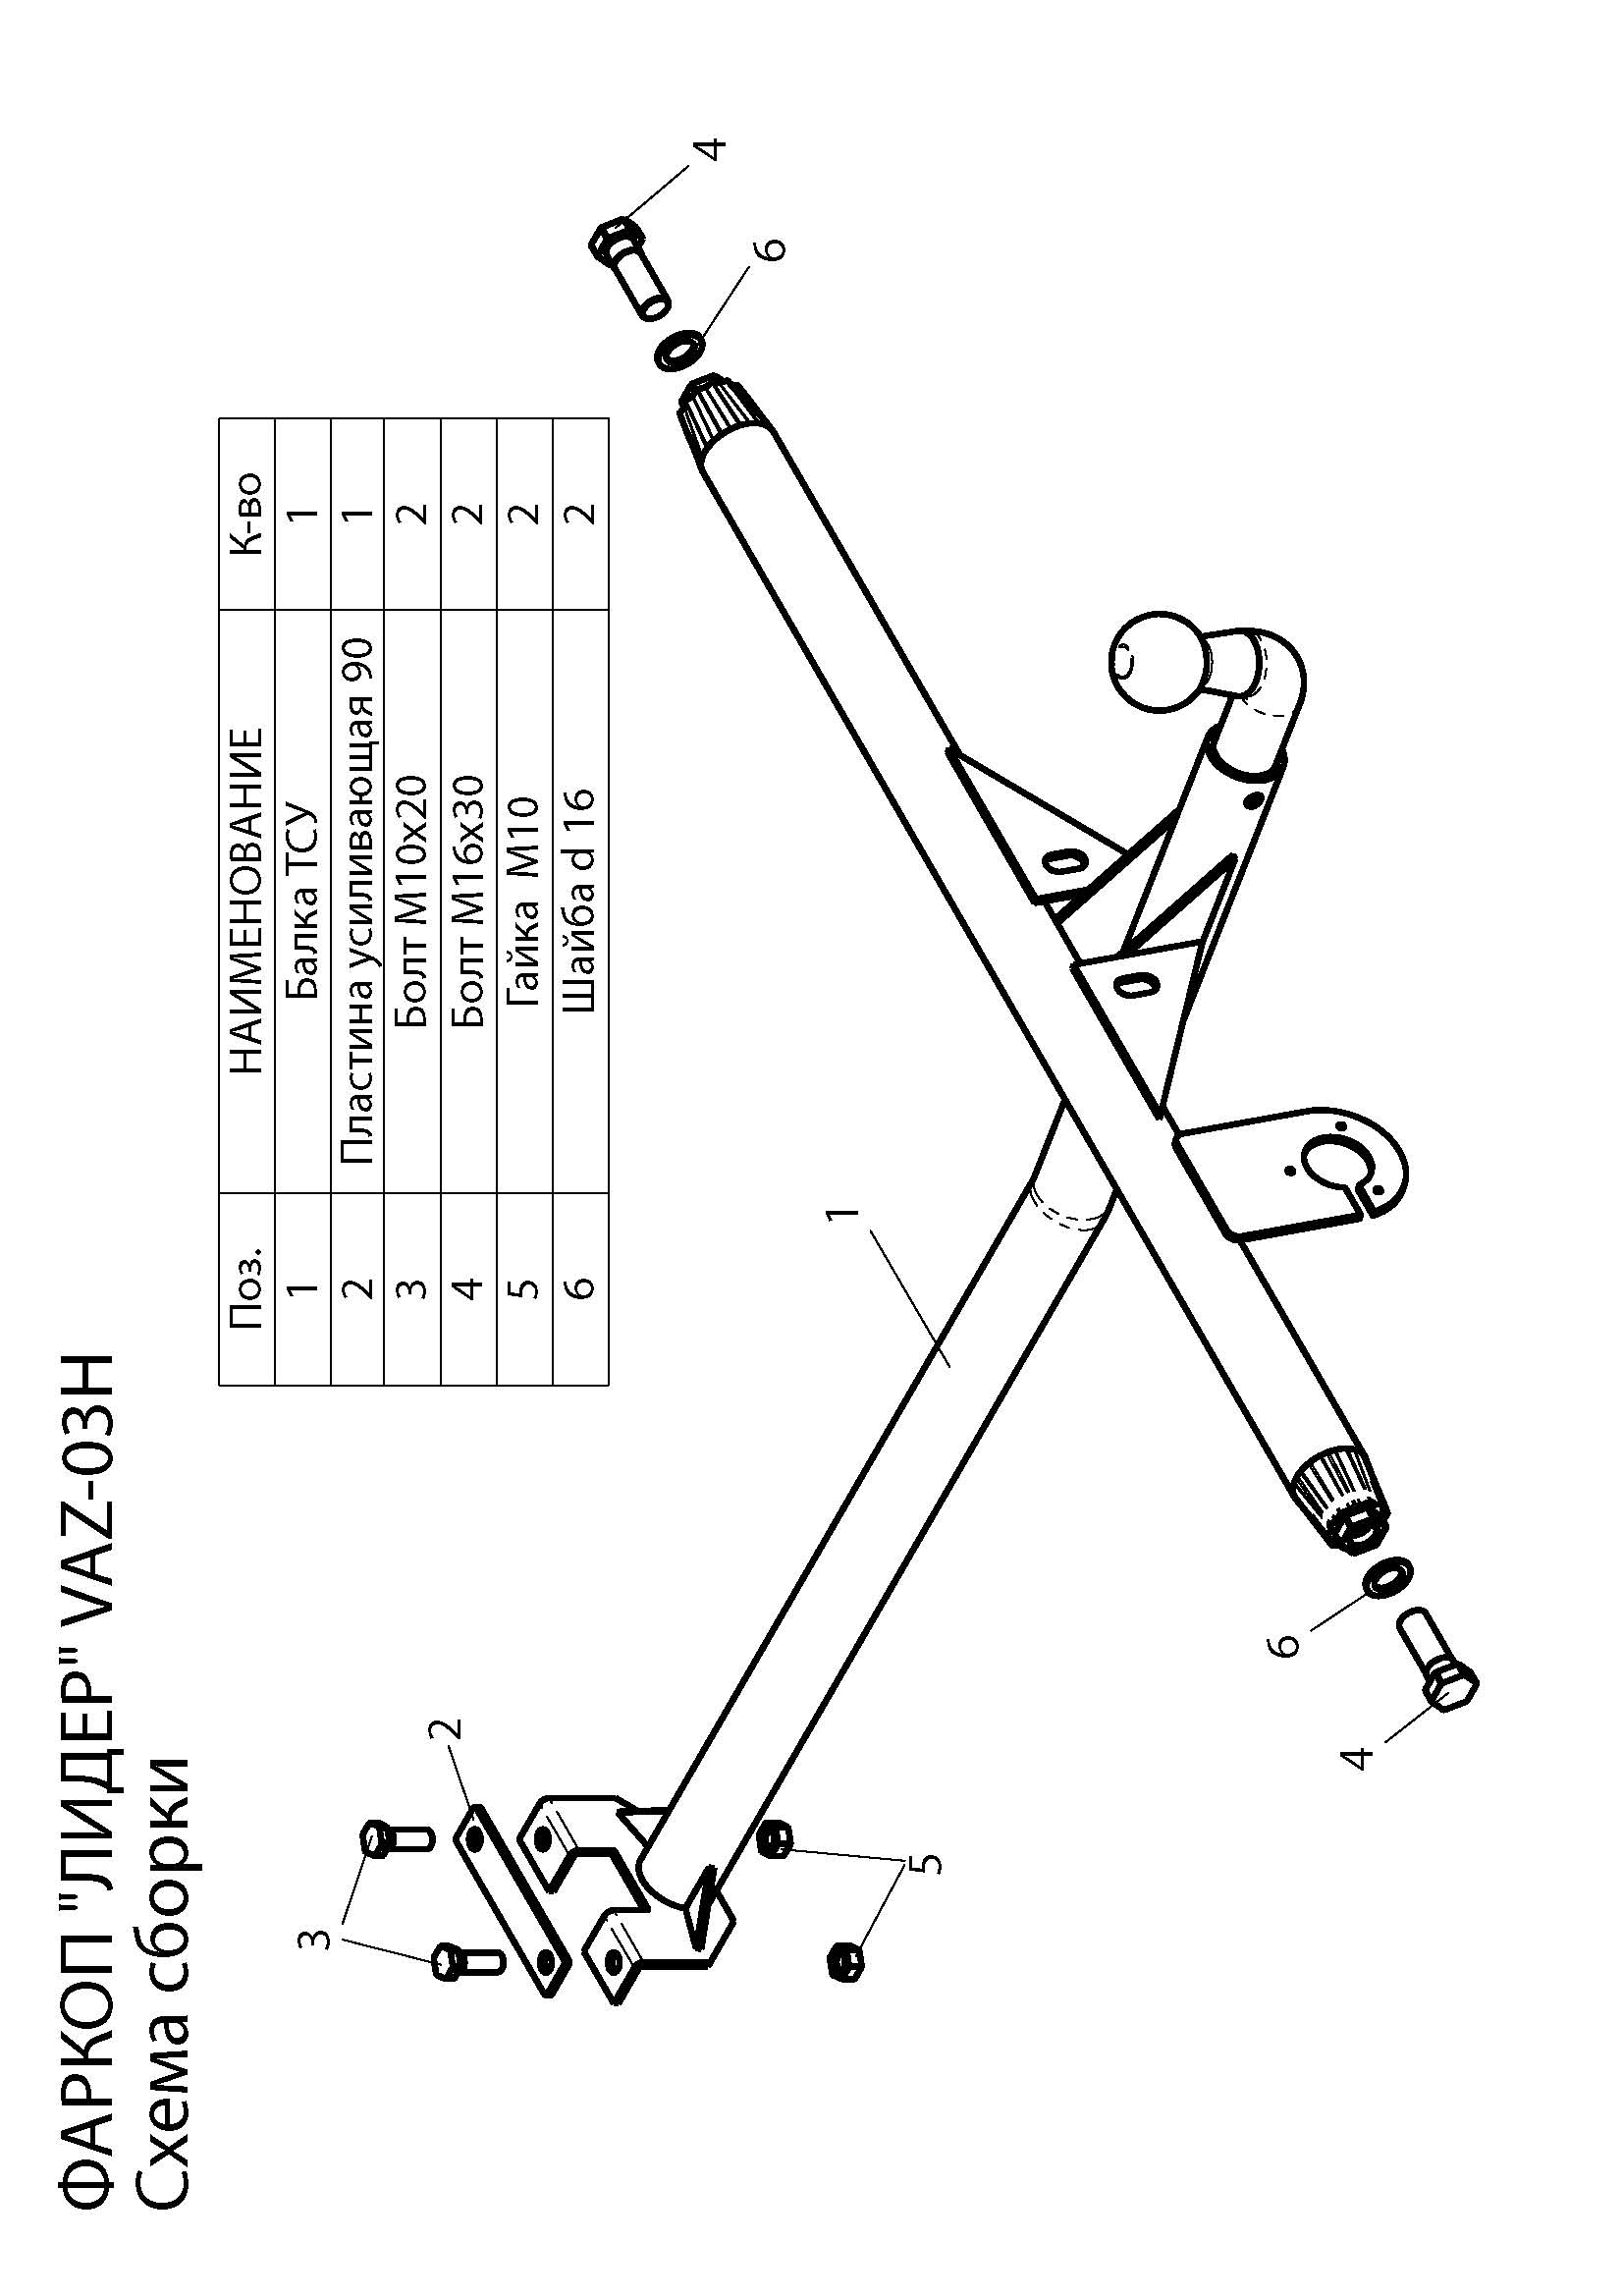 ФАРКОП "ЛИДЕР" VAZ-03H
Схема сборки
Поз. НАИМЕНОВАНИЕ К-во
1 Балка ТСУ 1
2 Пластина усиливающая 90 1
3 Болт М10х20 2
4 Болт М16х30 2
5 Гайка М10 2
6 Шайба d 16 2
3
2
5
1
4
6
6
4